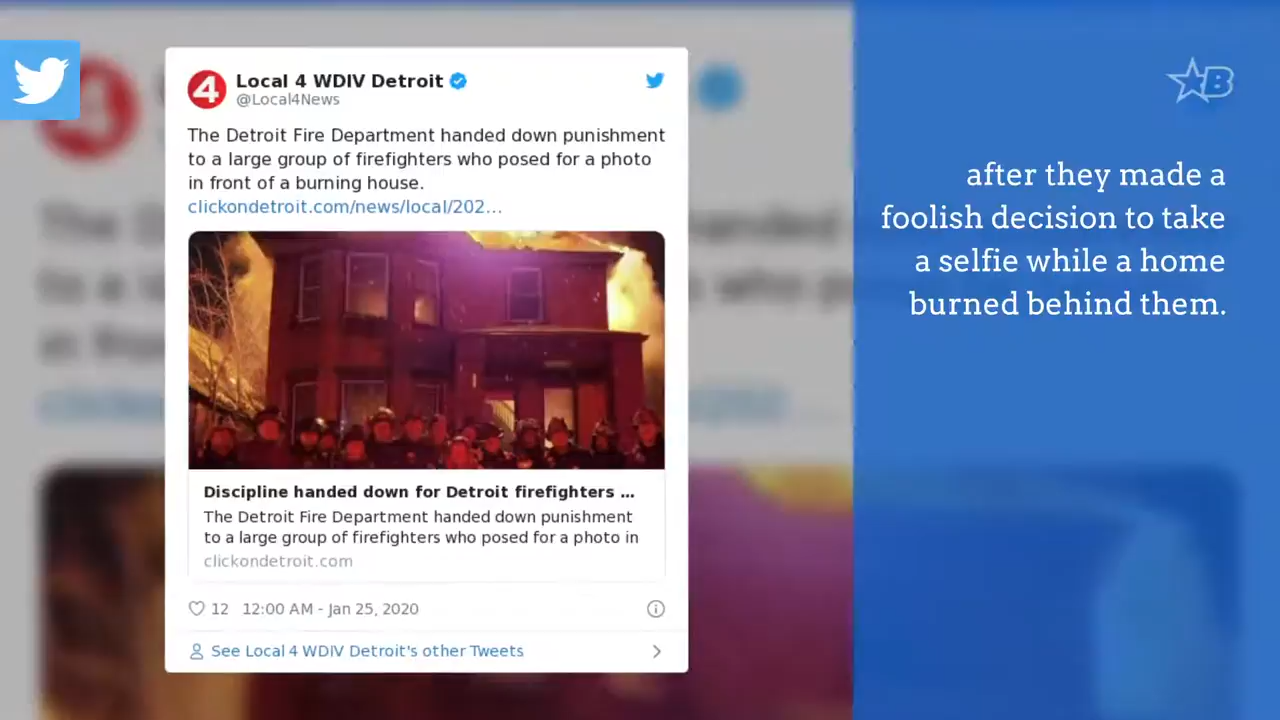 Local 4 WDIV Detroit
@Local4News
The Detroit Fire Department handed down punishment
to a large group of firefighters who posed for a photo
in front of a burning house.
clickondetroit.com/news/local/202…
Discipline handed down for Detroit firefighters ...
The Detroit Fire Department handed down punishment
to a large group of firefighters who posed for a photo in
clickondetroit.com
12 12:00 AM - Jan 25, 2020
See Local 4 WDIV Detroit's other Tweets
B
after they made a
foolish decision to take
a selfie while a home
burned behind them.